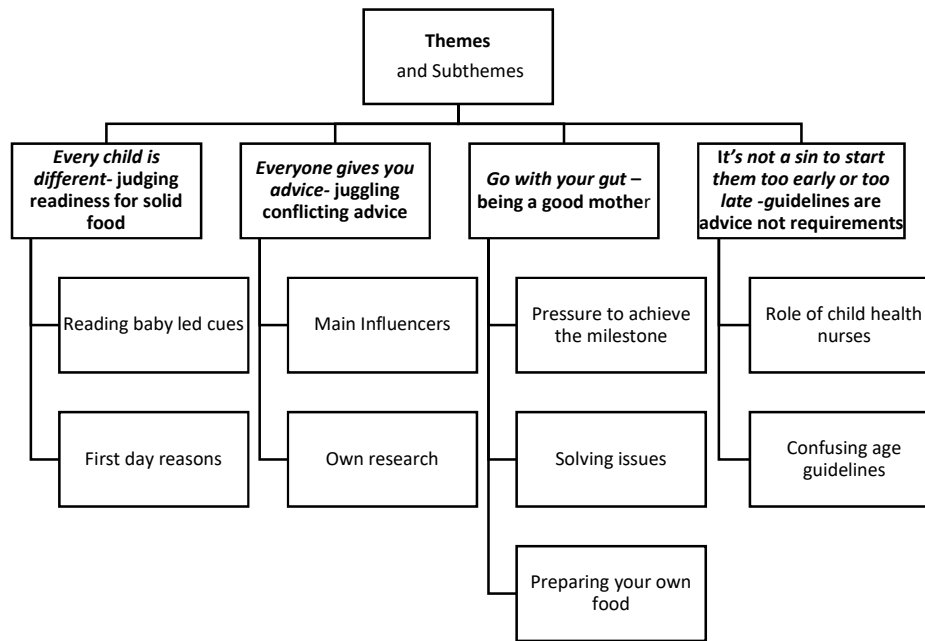 Themes
and Subthemes
Every child is
different- judging
readiness for solid
food
Everyone gives you
advice- juggling
conflicting advice
Go with your gut –
being a good mother
It's not a sin to start
them too early or too
late -guidelines are
advice not requirements
Reading baby led cues
First day reasons
Main Influencers
Own research
Pressure to achieve
the milestone
Solving issues
Preparing your own
food
Role of child health
nurses
Confusing age
guidelines